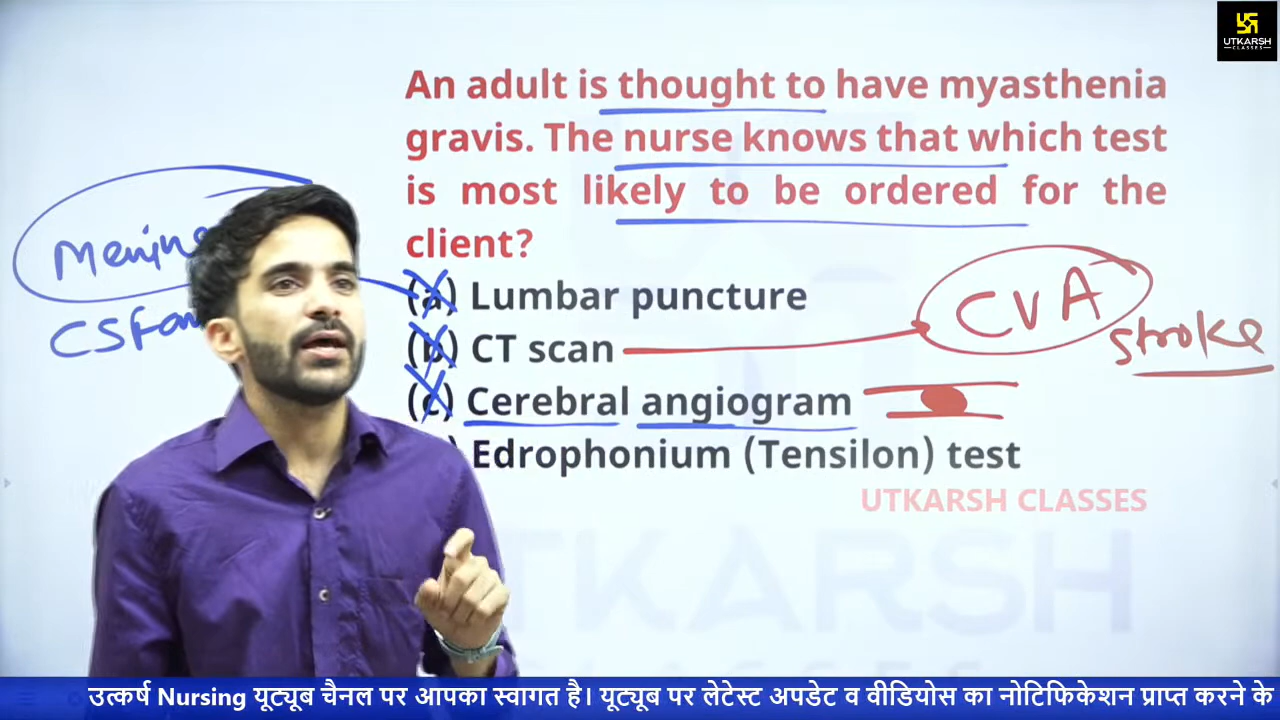 UTKARSH
CLASSES
An adult is thought to have myasthenia
gravis. The nurse knows that which test
is most likely to be ordered for the
client?
(a) Lumbar puncture
(b) CT scan
(c) Cerebral angiogram
) Edrophonium (Tensilon) test
CVA
stroke
UTKARSH CLASSES
उत्कर्ष Nursing यूट्यूब चैनल पर आपका स्वागत है। यूट्यूब पर लेटेस्ट अपडेट व वीडियोस का नोटिफिकेशन प्राप्त करने के